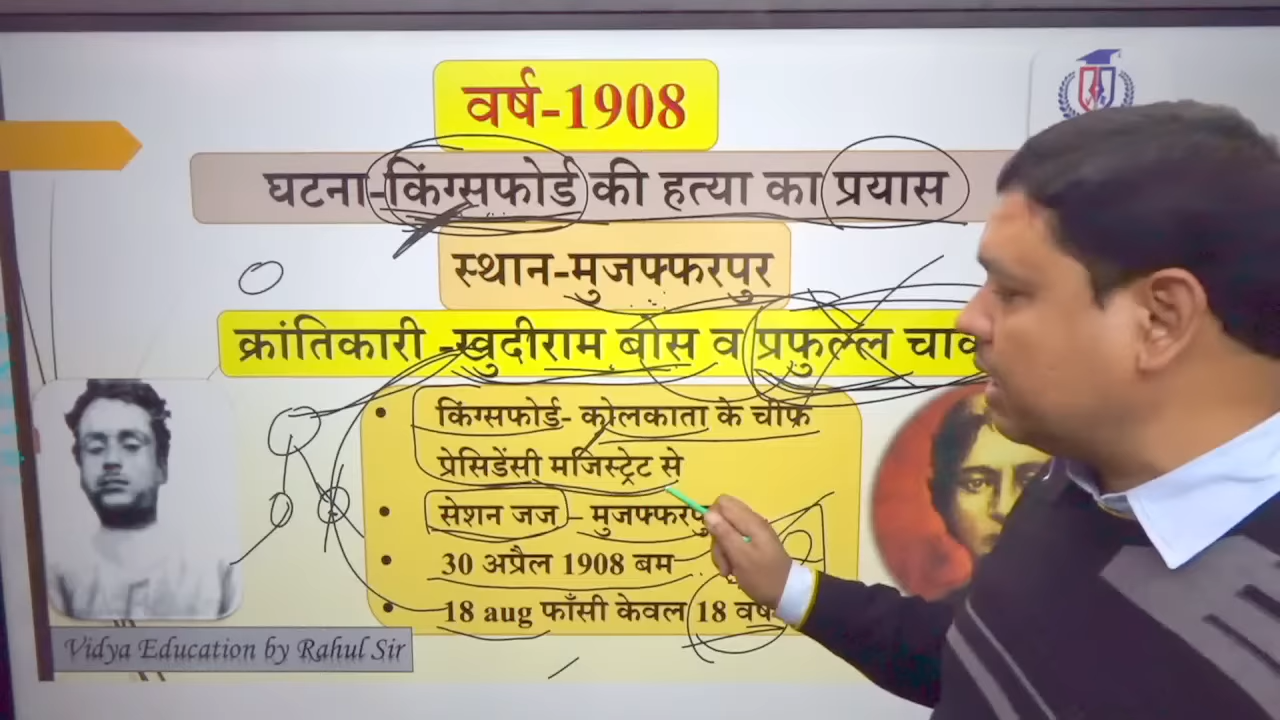 वर्ष-1908
घटना-किंग्सफोर्ड की हत्या का प्रयास
स्थान-मुजफ्फरपुर
क्रांतिकारी -खुदीराम बोस व प्रफुल्ल
• किंग्सफोर्ड- कोलकाता के चीफ
प्रेसिडेंसी मजिस्ट्रेट से
• सेशन जज – मुजफ्फरपु
• 30 अप्रैल 1908 बम
• 18 aug फाँसी केवल 18 वर्ष
Vidya Education by Rahul Sir